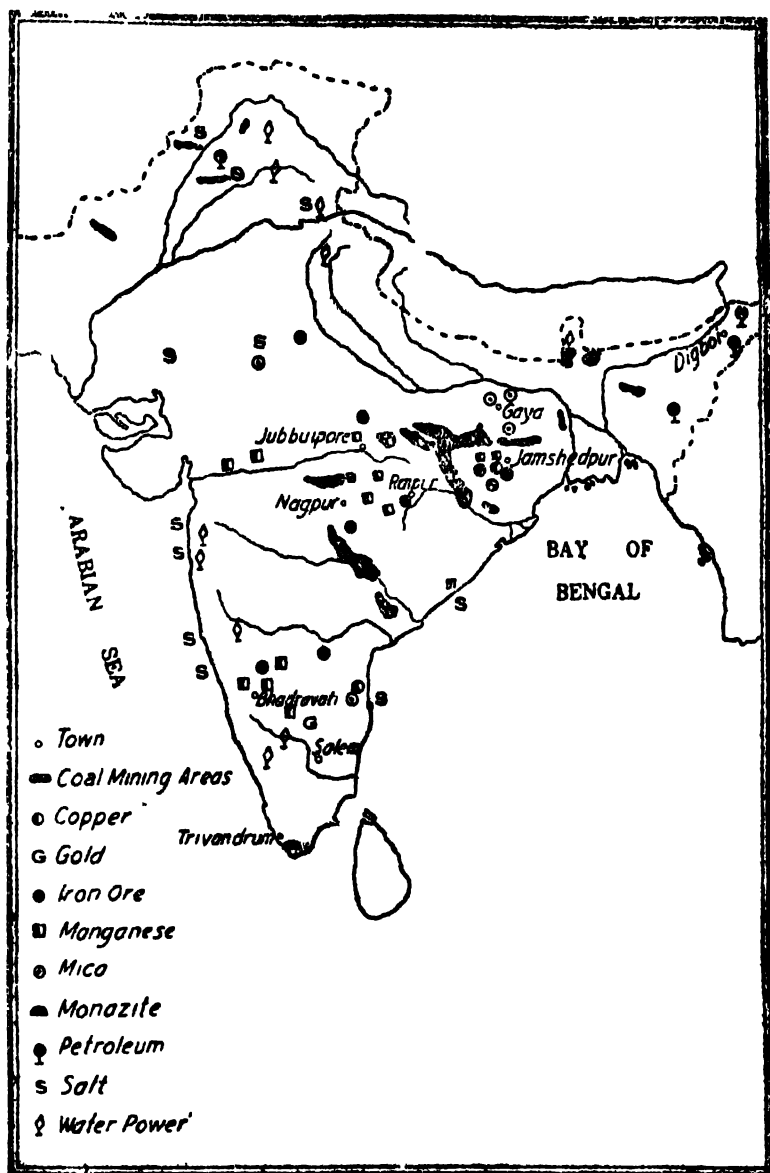 Digboi
Gaya
Jubbulpore
Jamshedpur
Raipur
Nagpur
ARABIAN SEA
BAY OF
BENGAL
Bhadravati
Salem
Trivandrum
Town
Coal Mining Areas
Copper
G Gold
Iron Ore
Manganese
Mica
Monazite
Petroleum
S Salt
Water Power